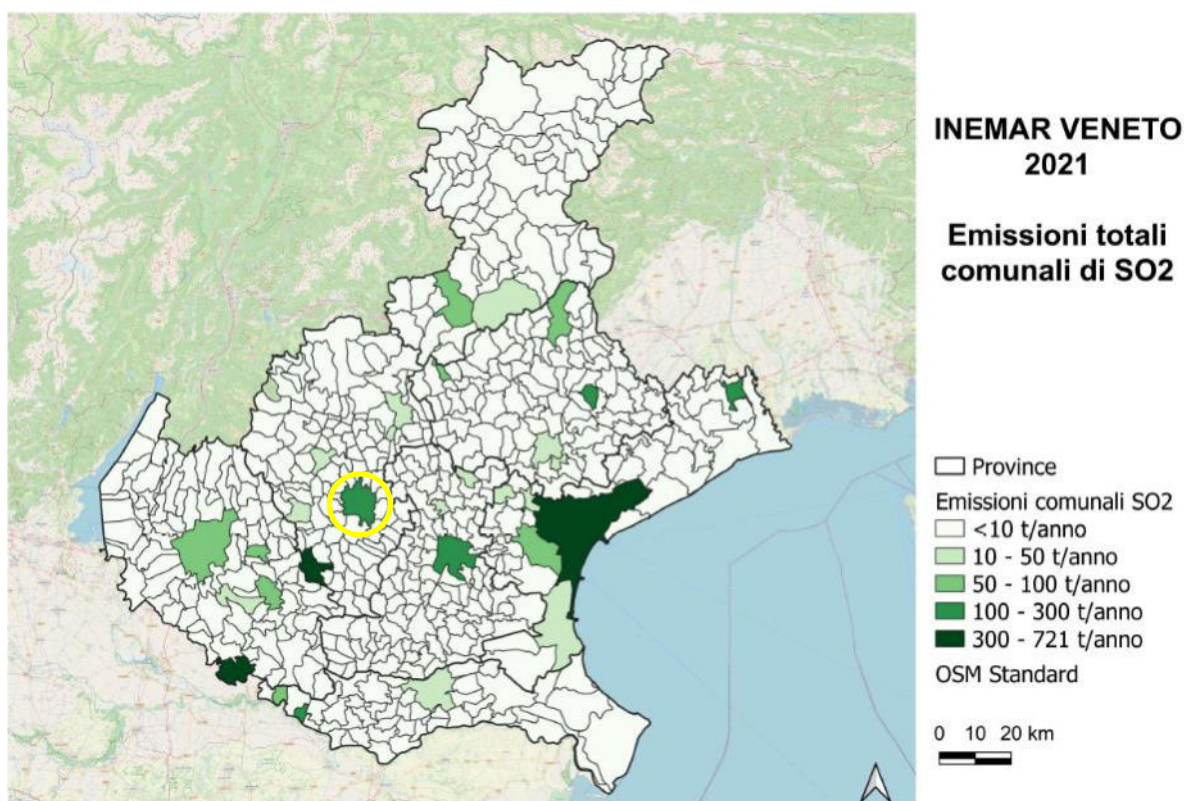 INEMAR VENETO
2021
Emissioni totali
comunali di SO2
Province
Emissioni comunali SO2
<10 t/anno
10 - 50 t/anno
50 - 100 t/anno
100 - 300 t/anno
300 - 721 t/anno
OSM Standard
0 10 20 km